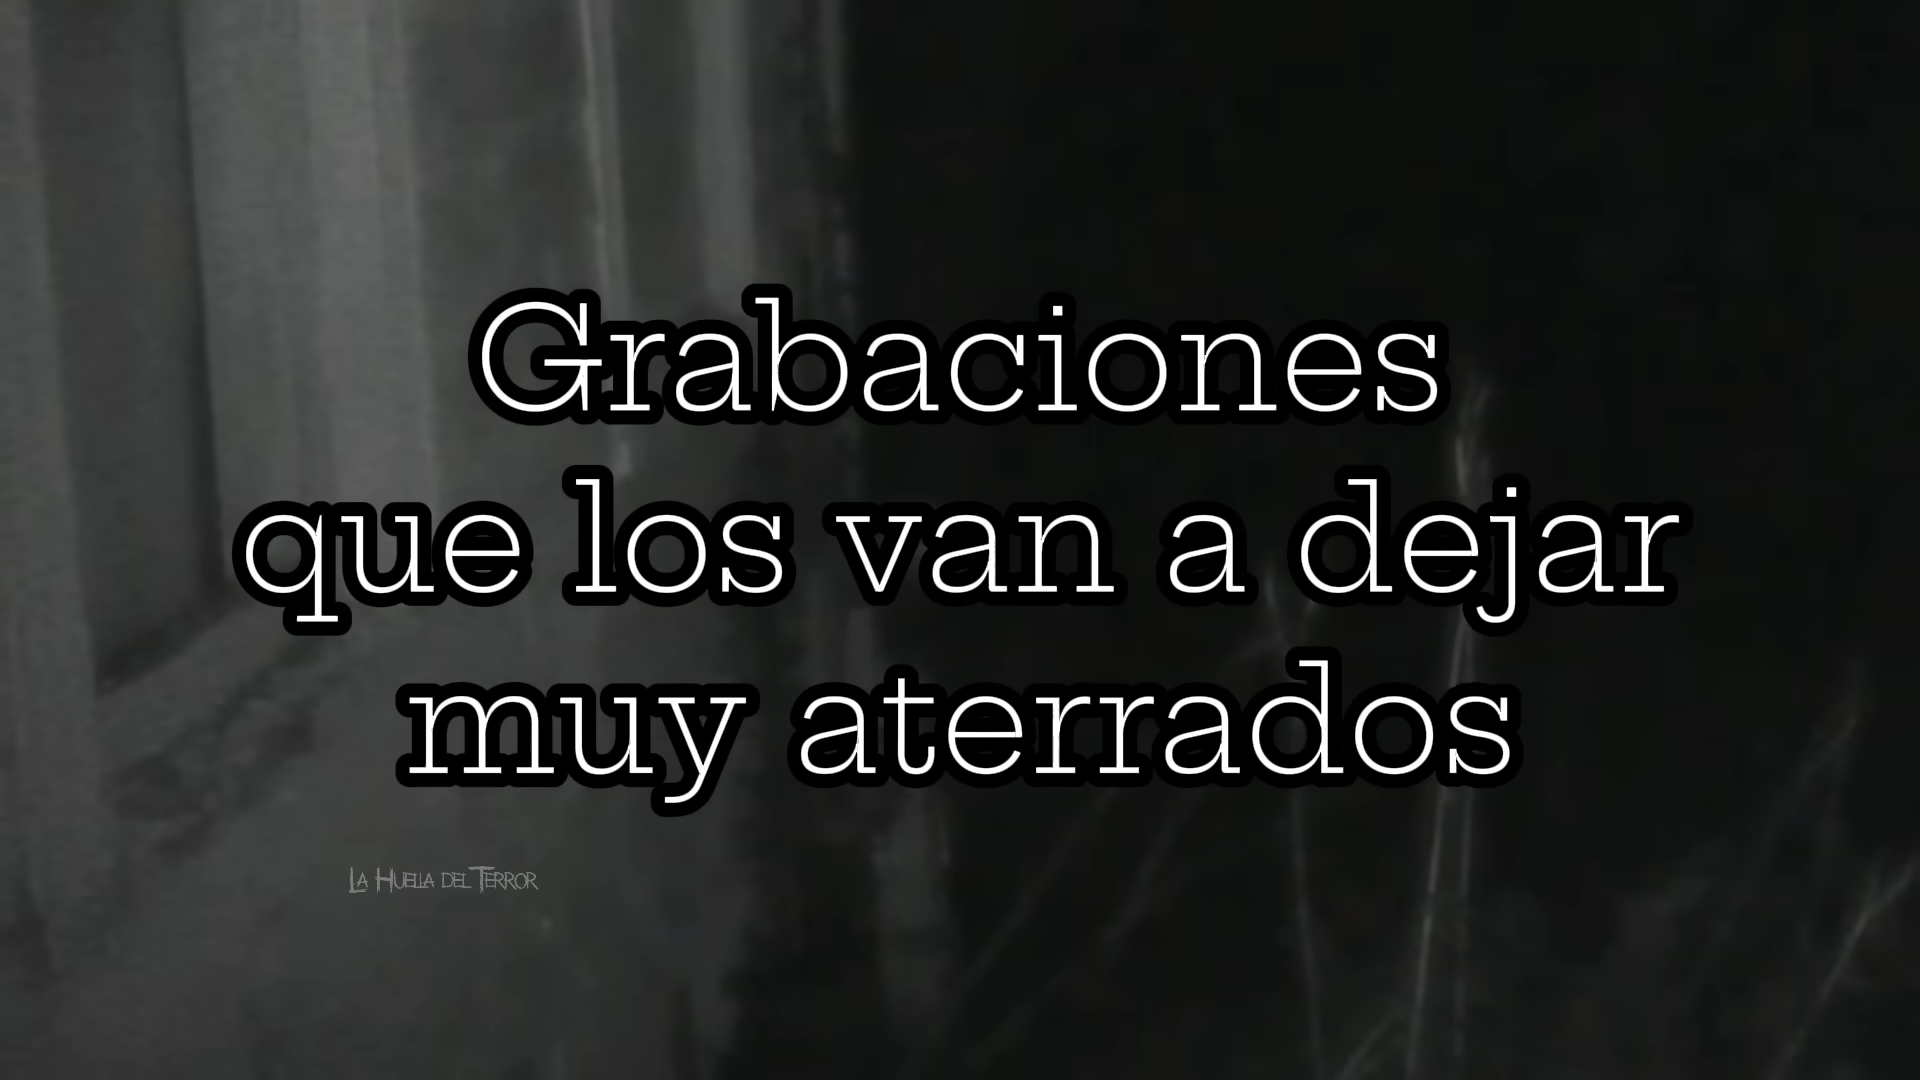 Grabaciones
que los van a dejar
muy aterrados
La Huella del Terror